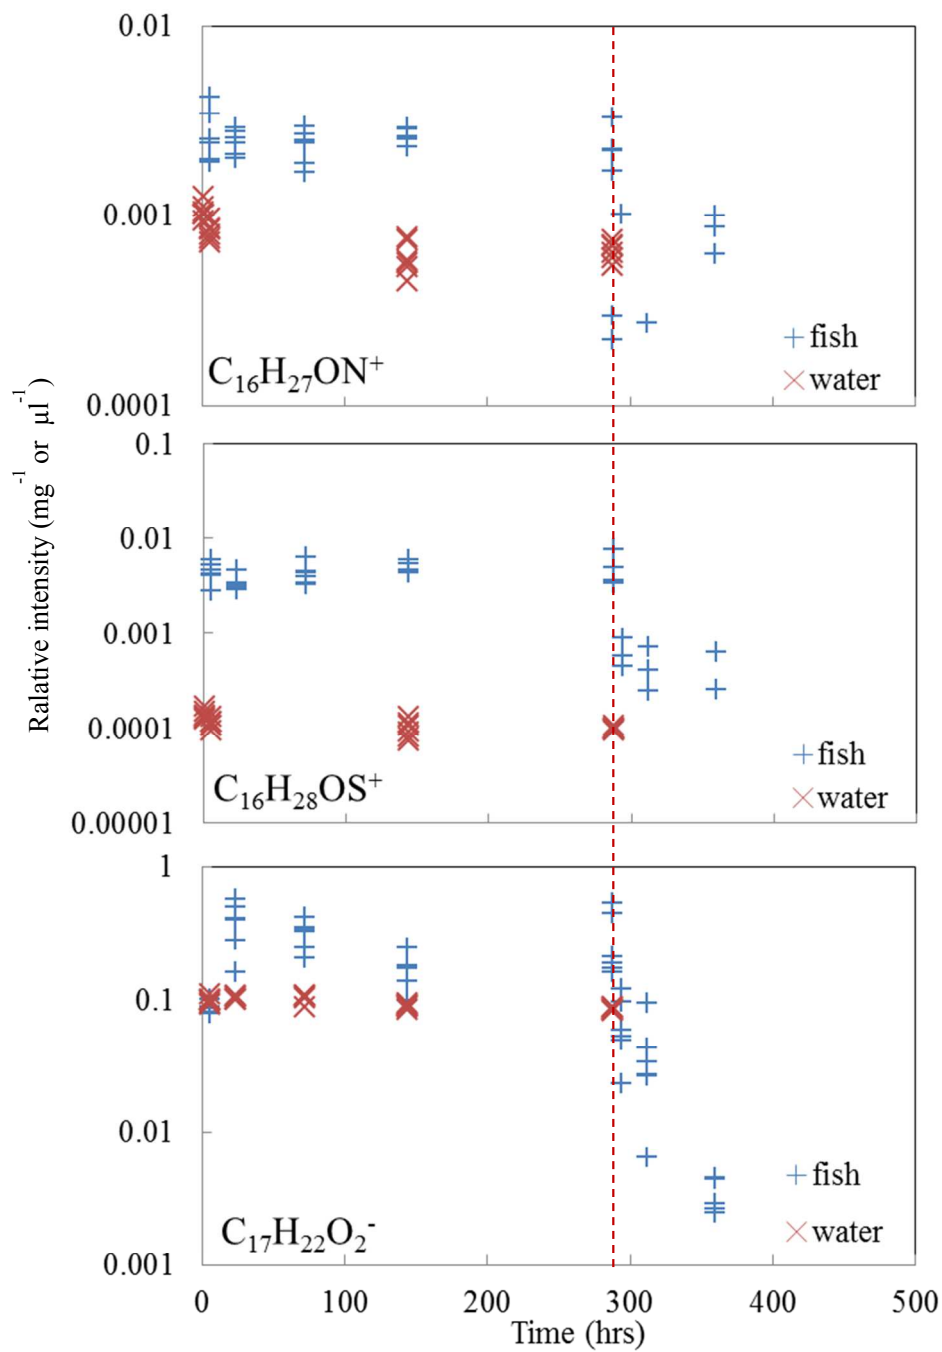 0.01
0.001
0.0001
fish
water
C₁₆H₂₇ON⁺
Ralative intensity (mg⁻¹ or µl⁻¹)
0.1
0.01
0.001
0.0001
0.00001
fish
water
C₁₆H₂₈OS⁺
1
0.1
0.01
0.001
fish
water
C₁₇H₂₂O₂⁻
0 100 200 300 400 500
Time (hrs)